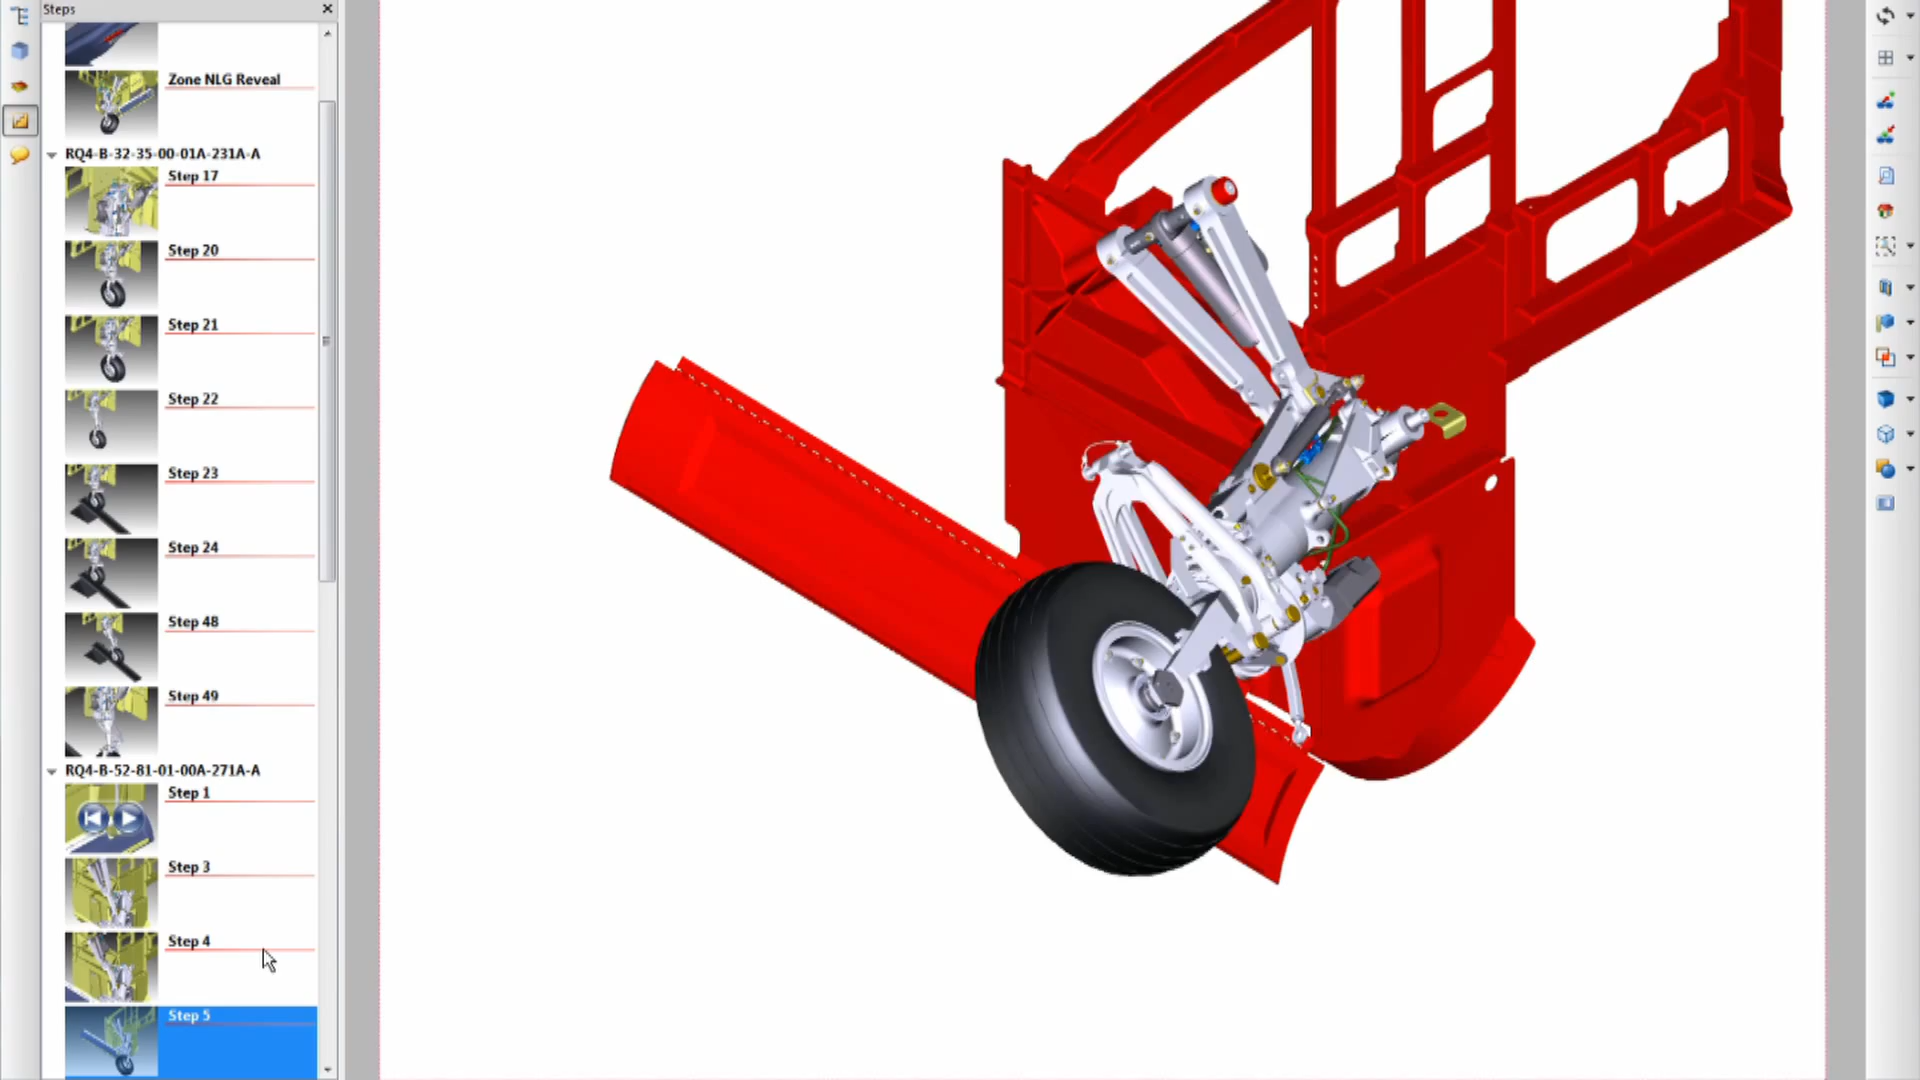 Steps
Zone NLG Reveal
RQ4-B-32-35-00-01A-231A-A
Step 17
Step 20
Step 21
Step 22
Step 23
Step 24
Step 48
Step 49
RQ4-B-52-81-01-00A-271A-A
Step 1
Step 3
Step 4
Step 5